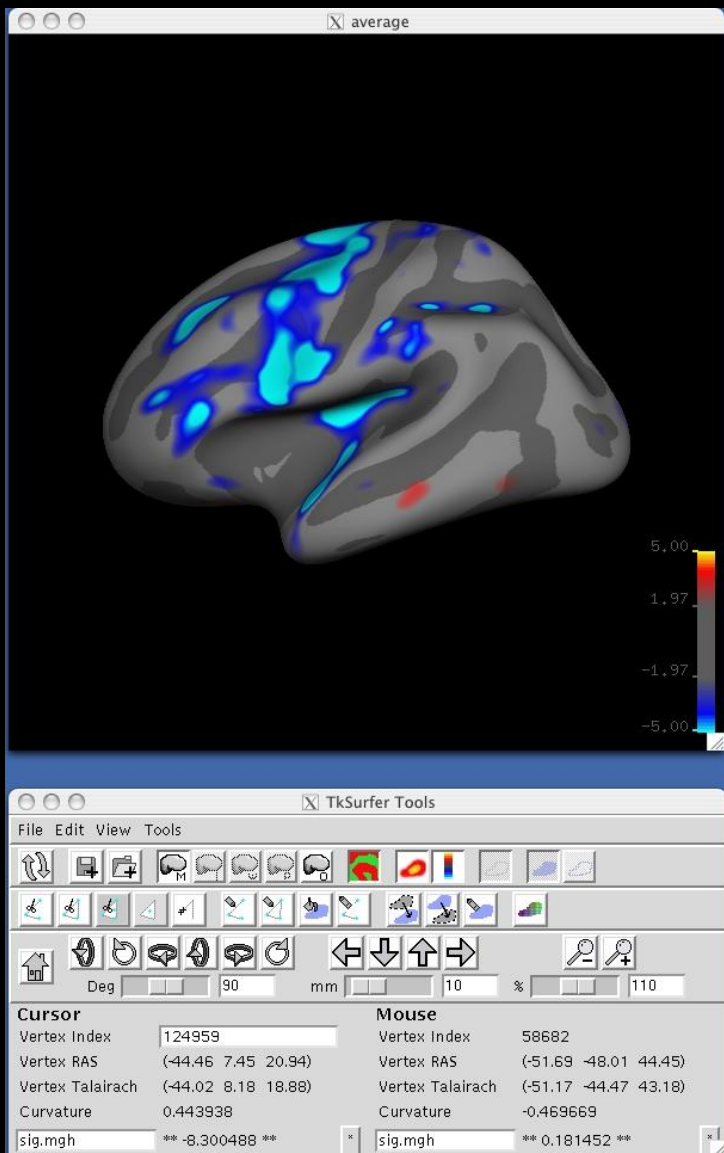 X average
5.00
1.97
-1.97
-5.00
X TkSurfer Tools
File Edit View Tools
M I W P O
Deg 90 mm 10 % 110
Cursor Mouse
Vertex Index 124959 Vertex Index 58682
Vertex RAS (-44.46 7.45 20.94) Vertex RAS (-51.69 -48.01 44.45)
Vertex Talairach (-44.02 8.18 18.88) Vertex Talairach (-51.17 -44.47 43.18)
Curvature 0.443938 Curvature -0.469669
sig.mgh ** -8.300488 ** * sig.mgh ** 0.181452 ** *